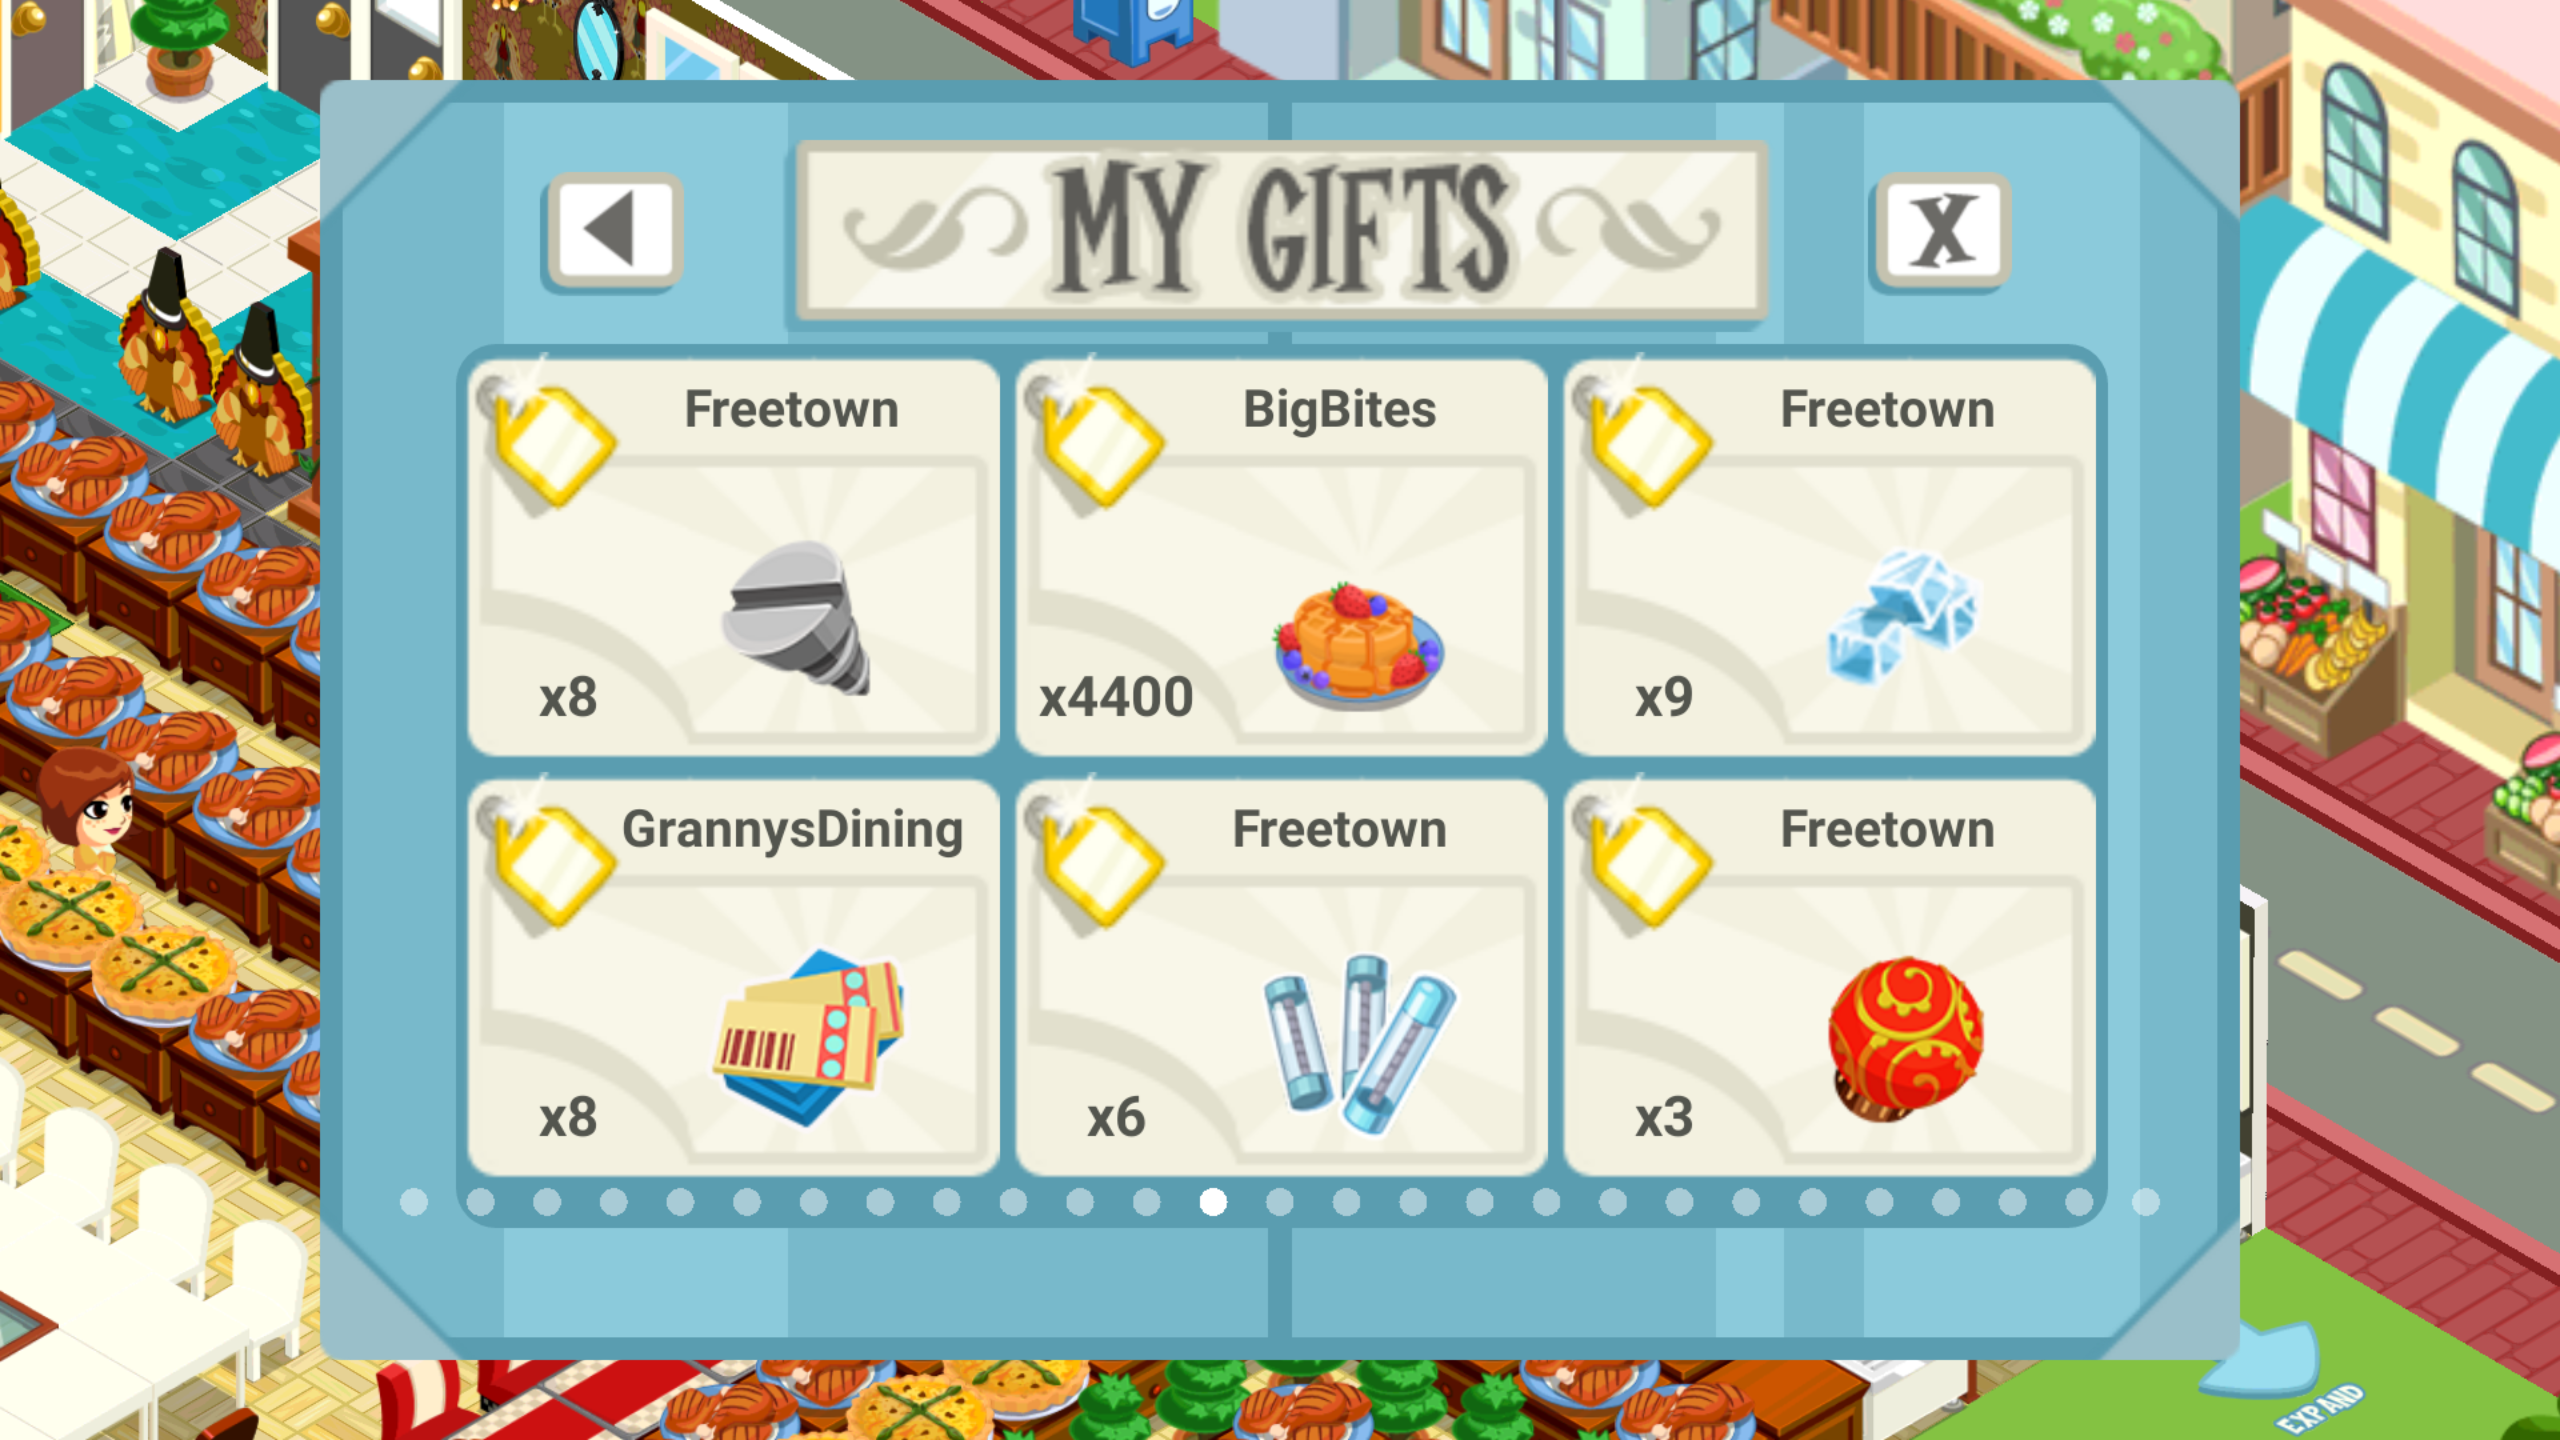 MY GIFTS
X
Freetown
x8
BigBites
x4400
Freetown
x9
GrannysDining
x8
Freetown
x6
Freetown
x3
EXPAND